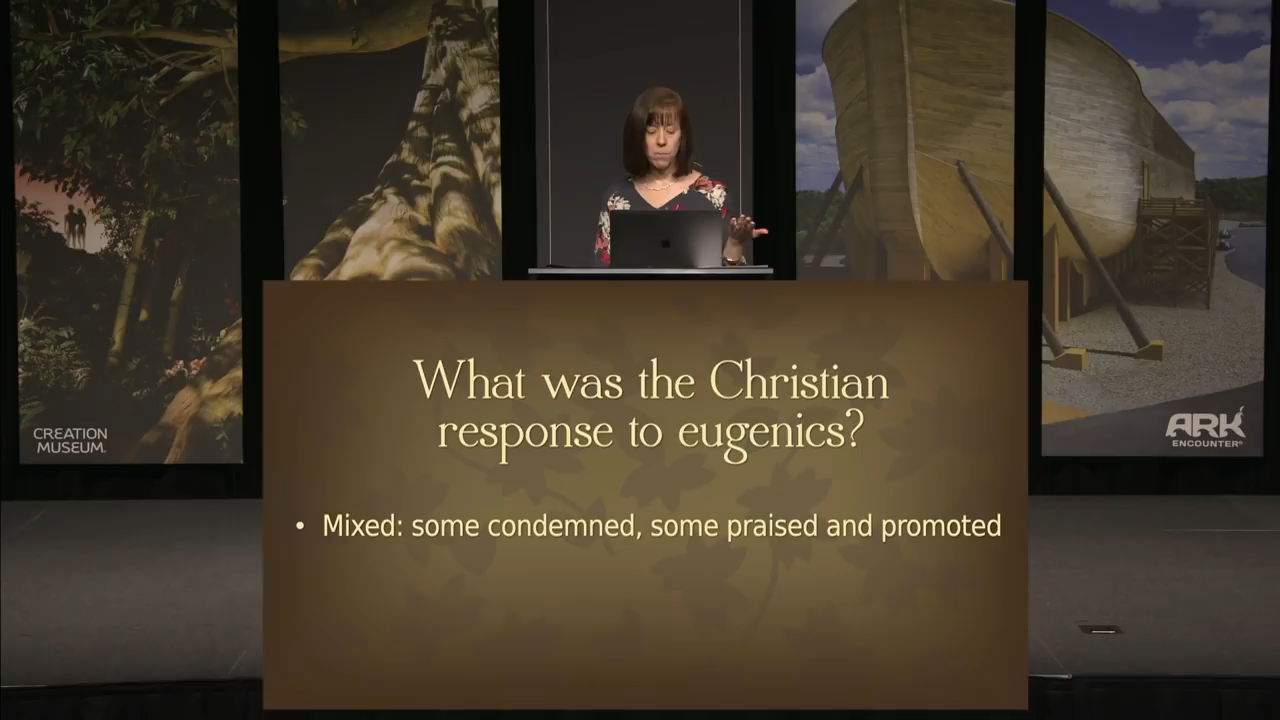 What was the Christian
response to eugenics?
• Mixed: some condemned, some praised and promoted
CREATION
MUSEUM
ARK
ENCOUNTER